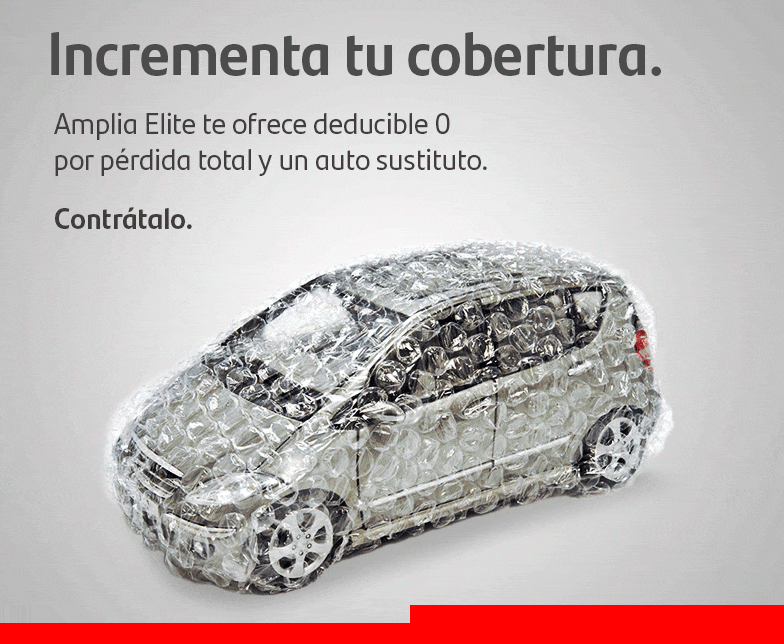 Incrementa tu cobertura.
Amplia Elite te ofrece deducible 0
por pérdida total y un auto sustituto.
Contrátalo.